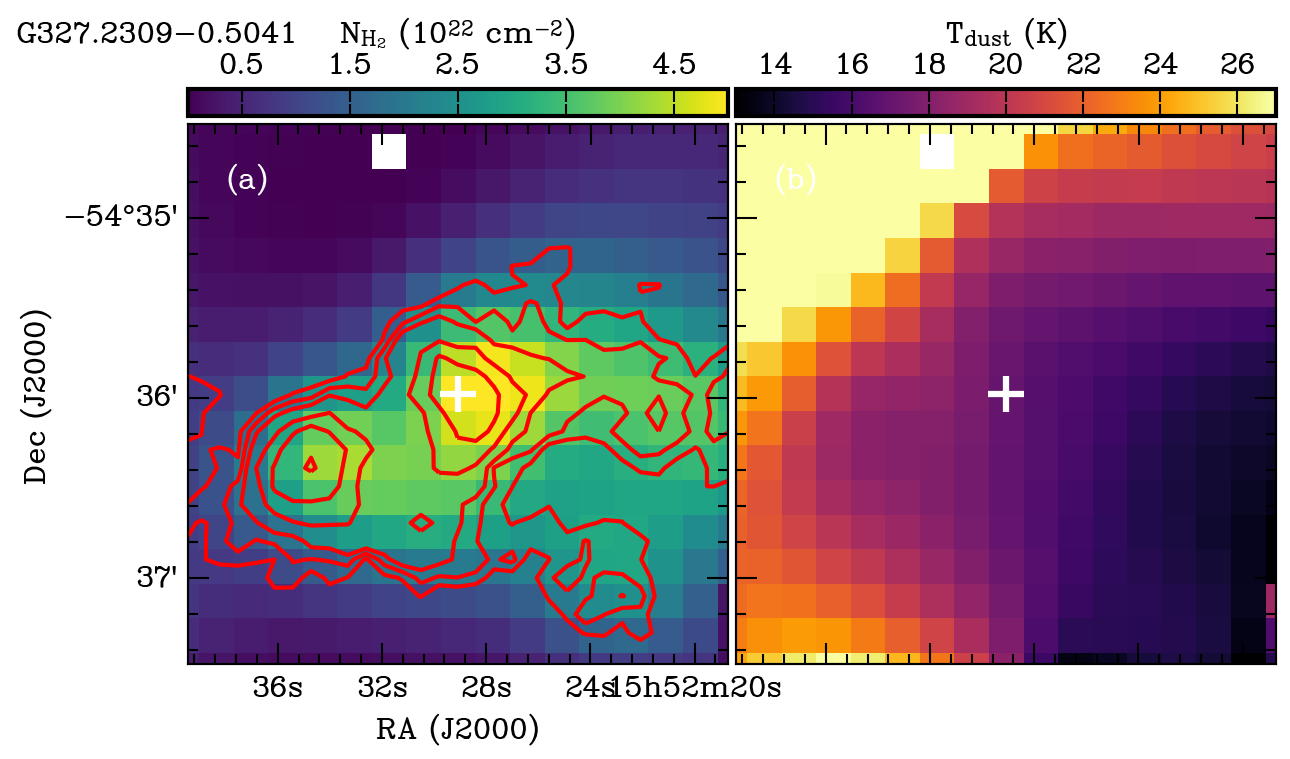 G327.2309−0.5041 N_H₂ (10²² cm⁻²) T_dust (K)
0.5 1.5 2.5 3.5 4.5 14 16 18 20 22 24 26
(a) (b)
−54°35'
36'
37'
Dec (J2000)
36s 32s 28s 24s 15h52m20s
RA (J2000)